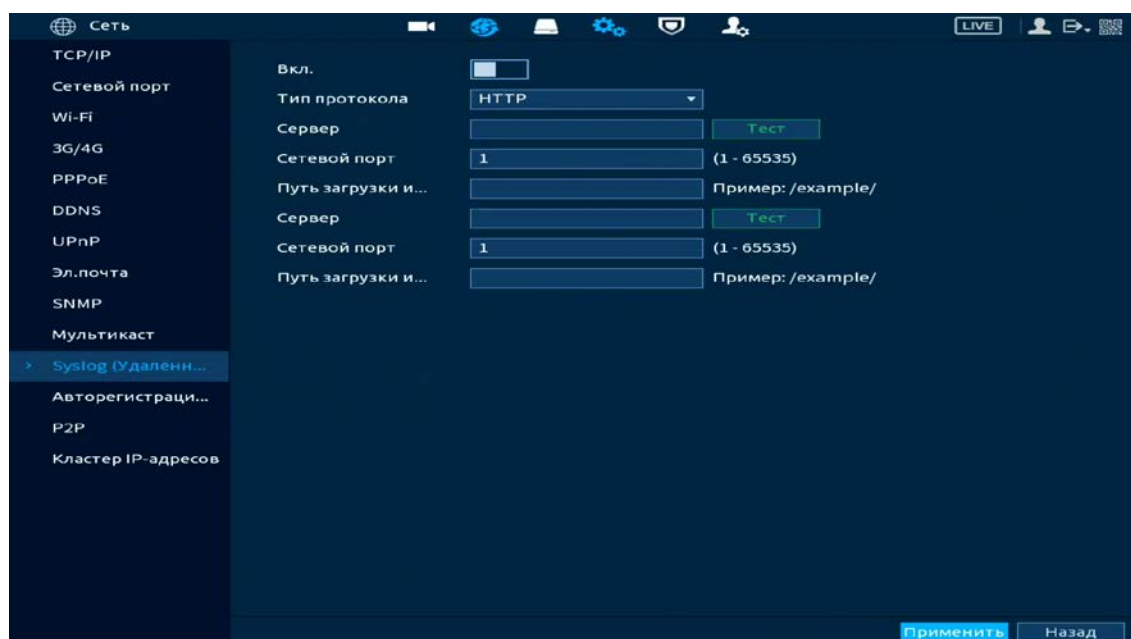 Сеть
LIVE
TCP/IP
Сетевой порт
Wi-Fi
3G/4G
PPPoE
DDNS
UPnP
Эл.почта
SNMP
Мультикаст
> Syslog (Удаленн...
Авторегистраци...
P2P
Кластер IP-адресов
Вкл.
Тип протокола HTTP
Сервер Тест
Сетевой порт 1 (1 - 65535)
Путь загрузки и... Пример: /example/
Сервер Тест
Сетевой порт 1 (1 - 65535)
Путь загрузки и... Пример: /example/
Применить Назад